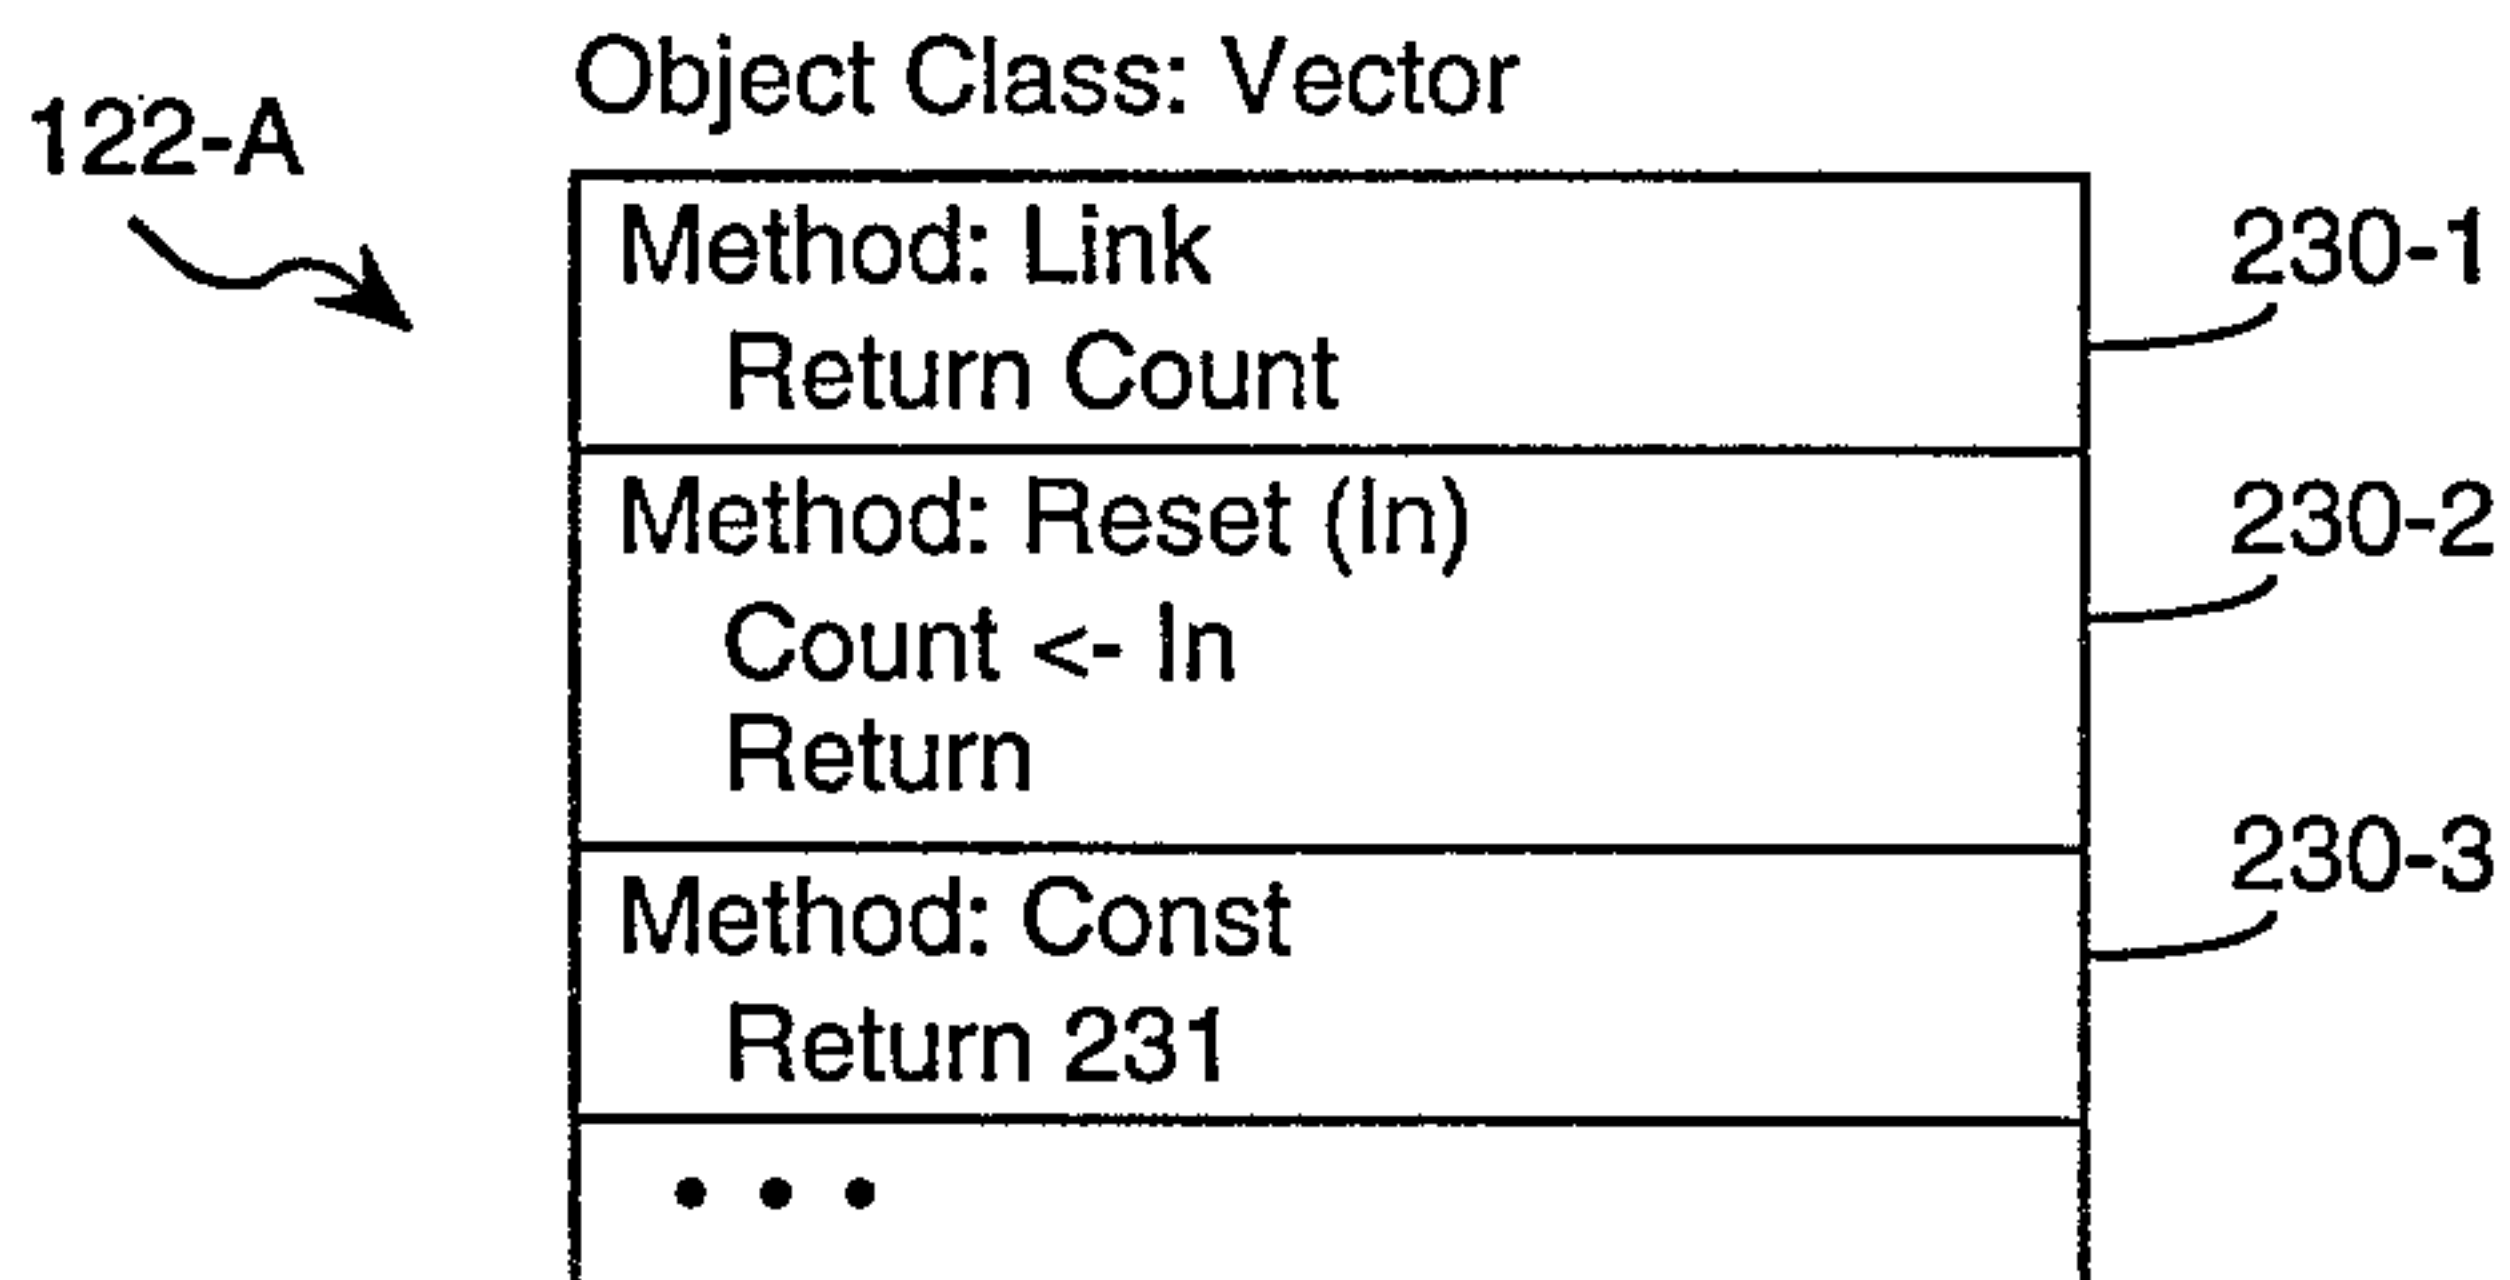 Object Class: Vector
122-A
Method: Link
230-1
Return Count
Method: Reset (In)
230-2
Count <- In
Return
230-3
Method: Const
Return 231
• • •